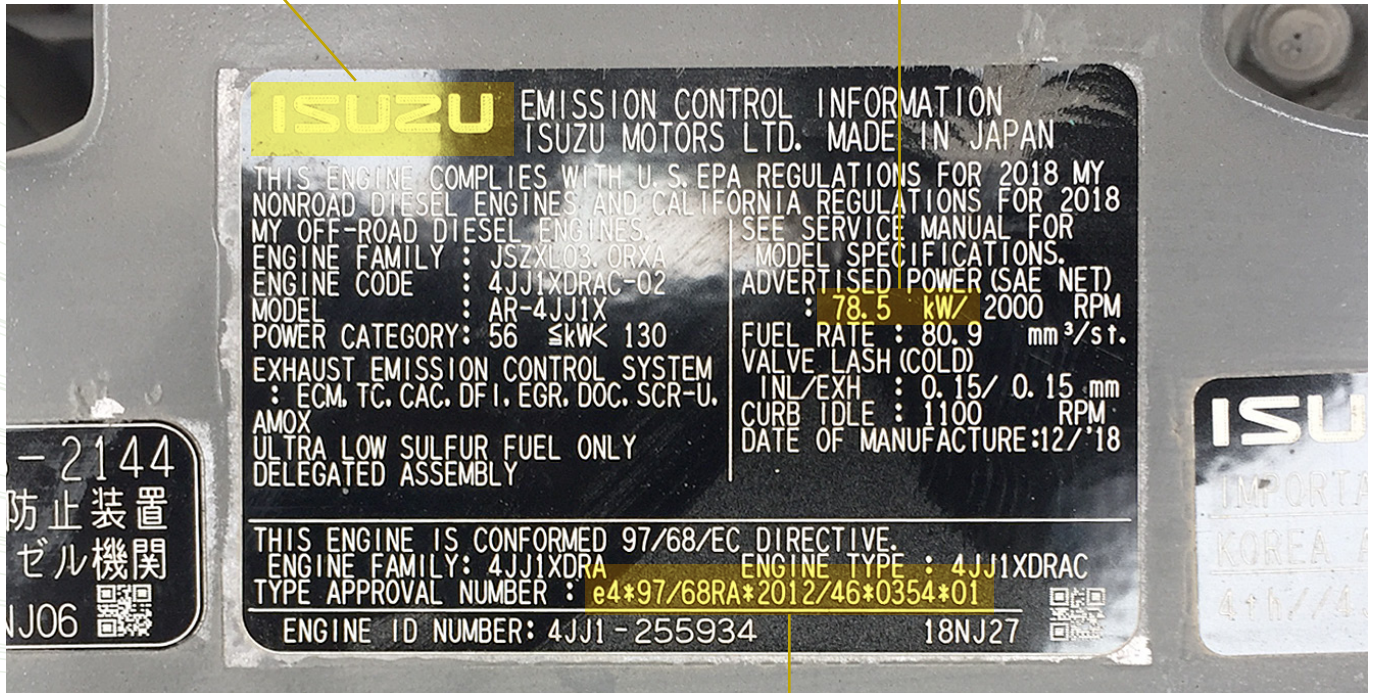 ISUZU EMISSION CONTROL INFORMATION
ISUZU MOTORS LTD. MADE IN JAPAN
THIS ENGINE COMPLIES WITH U.S.EPA REGULATIONS FOR 2018 MY
NONROAD DIESEL ENGINES AND CALIFORNIA REGULATIONS FOR 2018
MY OFF-ROAD DIESEL ENGINES.
ENGINE FAMILY : JSZXL03.0RXA
ENGINE CODE : 4JJ1XDRAC-02
MODEL : AR-4JJ1X
POWER CATEGORY: 56 ≦kW< 130
EXHAUST EMISSION CONTROL SYSTEM
: ECM, TC, CAC, DFI, EGR, DOC, SCR-U,
AMOX
ULTRA LOW SULFUR FUEL ONLY
DELEGATED ASSEMBLY
SEE SERVICE MANUAL FOR
MODEL SPECIFICATIONS.
ADVERTISED POWER(SAE NET)
: 78.5 kW/ 2000 RPM
FUEL RATE : 80.9 mm³/st.
VALVE LASH(COLD)
INL/EXH : 0.15/ 0.15 mm
CURB IDLE : 1100 RPM
DATE OF MANUFACTURE:12/'18
THIS ENGINE IS CONFORMED 97/68/EC DIRECTIVE.
ENGINE FAMILY: 4JJ1XDRA ENGINE TYPE : 4JJ1XDRAC
TYPE APPROVAL NUMBER : e4*97/68RA*2012/46*0354*01
ENGINE ID NUMBER: 4JJ1-255934 18NJ27
-2144
防止装置
ゼル機関
NJ06
ISU
IMPORTA
KOREA A
4th//4J